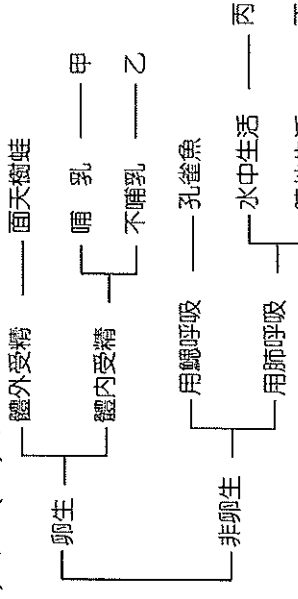 卵生
體外受精
面天樹蛙
體內受精
哺乳
甲
不哺乳
乙
非卵生
用鰓呼吸
孔雀魚
用肺呼吸
水中生活
丙